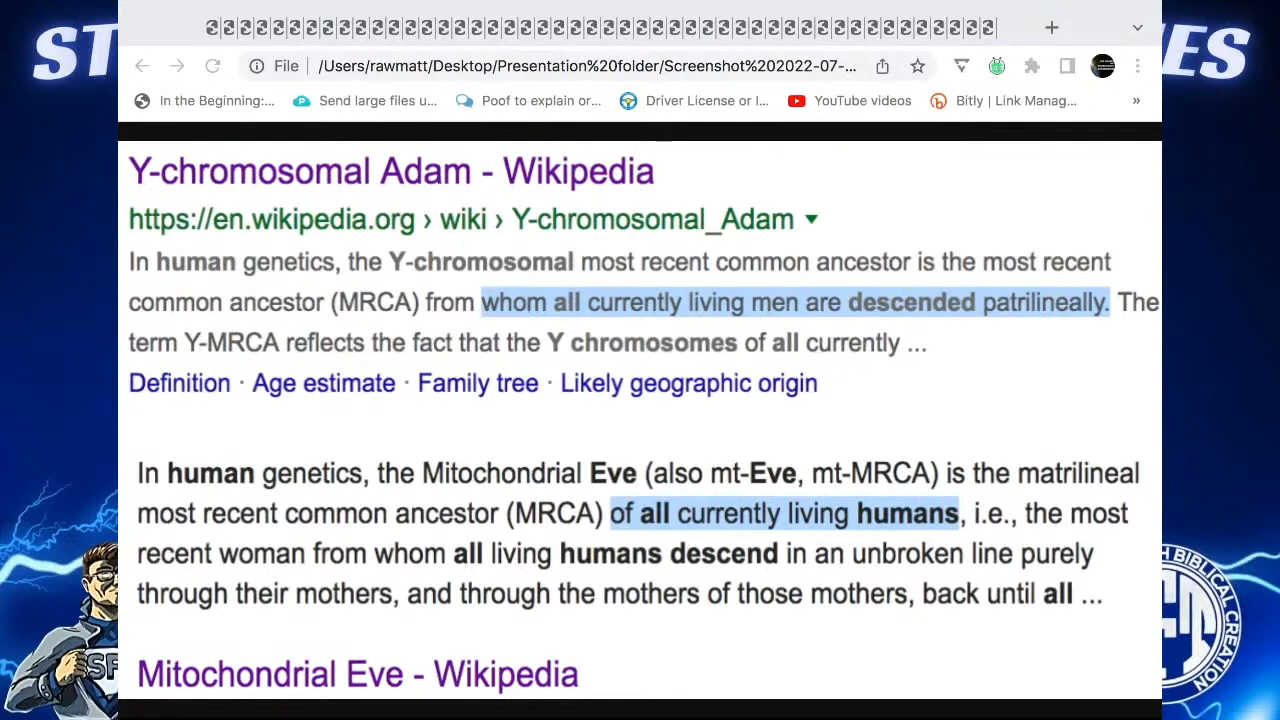 ST
IES
File
/Users/rawmatt/Desktop/Presentation%20folder/Screenshot%202022-07-...
In the Beginning:...
Send large files u...
Poof to explain or...
Driver License or I...
YouTube videos
Bitly | Link Manag...
»
Y-chromosomal Adam - Wikipedia
https://en.wikipedia.org › wiki › Y-chromosomal_Adam
In human genetics, the Y-chromosomal most recent common ancestor is the most recent
common ancestor (MRCA) from whom all currently living men are descended patrilineally. The
term Y-MRCA reflects the fact that the Y chromosomes of all currently ...
Definition · Age estimate · Family tree · Likely geographic origin
In human genetics, the Mitochondrial Eve (also mt-Eve, mt-MRCA) is the matrilineal
most recent common ancestor (MRCA) of all currently living humans, i.e., the most
recent woman from whom all living humans descend in an unbroken line purely
through their mothers, and through the mothers of those mothers, back until all ...
Mitochondrial Eve - Wikipedia
SF
H BIBLICAL CREATION